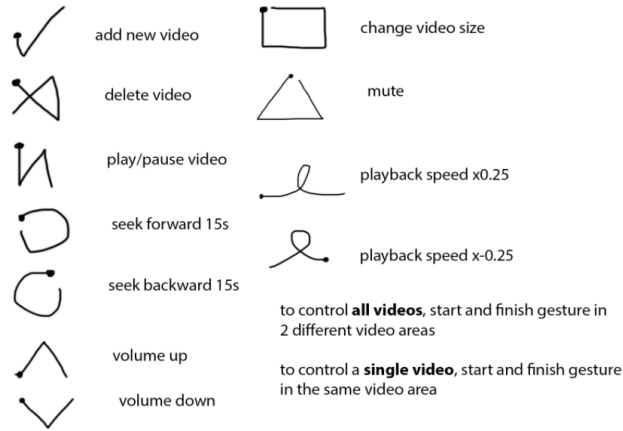 add new video
delete video
play/pause video
seek forward 15s
seek backward 15s
volume up
volume down
change video size
mute
playback speed x0.25
playback speed x-0.25
to control all videos, start and finish gesture in
2 different video areas
to control a single video, start and finish gesture
in the same video area